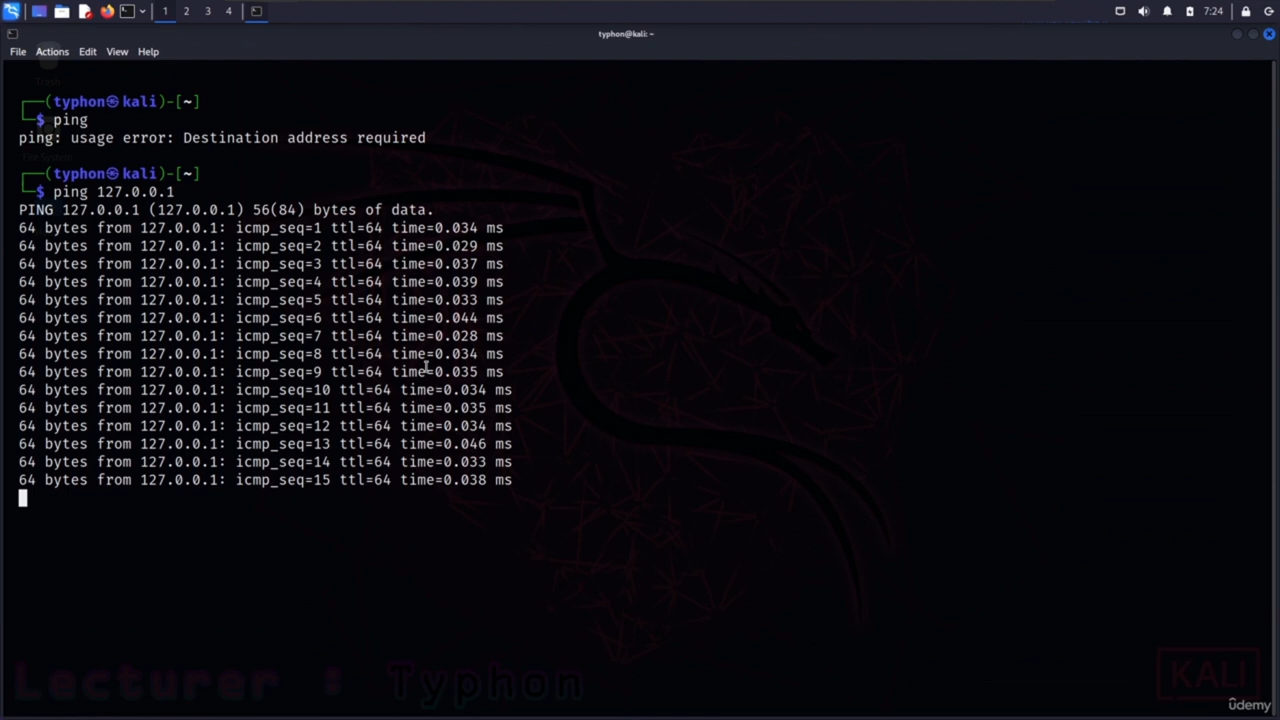 1 2 3 4 7:24
typhon@kali: ~
File Actions Edit View Help
Trash
┌──(typhon㉿kali)-[~]
└─$ ping
ping: usage error: Destination address required
File System
┌──(typhon㉿kali)-[~]
└─$ ping 127.0.0.1
PING 127.0.0.1 (127.0.0.1) 56(84) bytes of data.
64 bytes from 127.0.0.1: icmp_seq=1 ttl=64 time=0.034 ms
64 bytes from 127.0.0.1: icmp_seq=2 ttl=64 time=0.029 ms
64 bytes from 127.0.0.1: icmp_seq=3 ttl=64 time=0.037 ms
64 bytes from 127.0.0.1: icmp_seq=4 ttl=64 time=0.039 ms
64 bytes from 127.0.0.1: icmp_seq=5 ttl=64 time=0.033 ms
64 bytes from 127.0.0.1: icmp_seq=6 ttl=64 time=0.044 ms
64 bytes from 127.0.0.1: icmp_seq=7 ttl=64 time=0.028 ms
64 bytes from 127.0.0.1: icmp_seq=8 ttl=64 time=0.034 ms
64 bytes from 127.0.0.1: icmp_seq=9 ttl=64 time=0.035 ms
64 bytes from 127.0.0.1: icmp_seq=10 ttl=64 time=0.034 ms
64 bytes from 127.0.0.1: icmp_seq=11 ttl=64 time=0.035 ms
64 bytes from 127.0.0.1: icmp_seq=12 ttl=64 time=0.034 ms
64 bytes from 127.0.0.1: icmp_seq=13 ttl=64 time=0.046 ms
64 bytes from 127.0.0.1: icmp_seq=14 ttl=64 time=0.033 ms
64 bytes from 127.0.0.1: icmp_seq=15 ttl=64 time=0.038 ms
Lecturer : Typhon
KALI
ûdemy